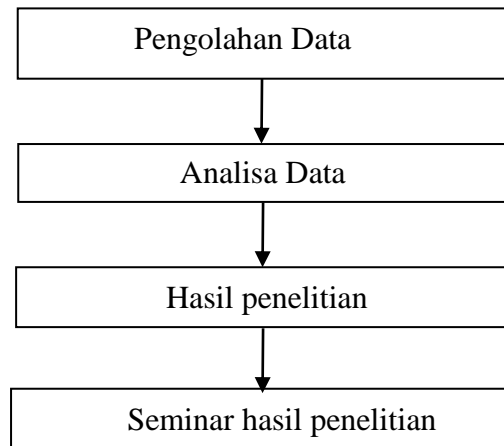 Pengolahan Data
Analisa Data
Hasil penelitian
Seminar hasil penelitian